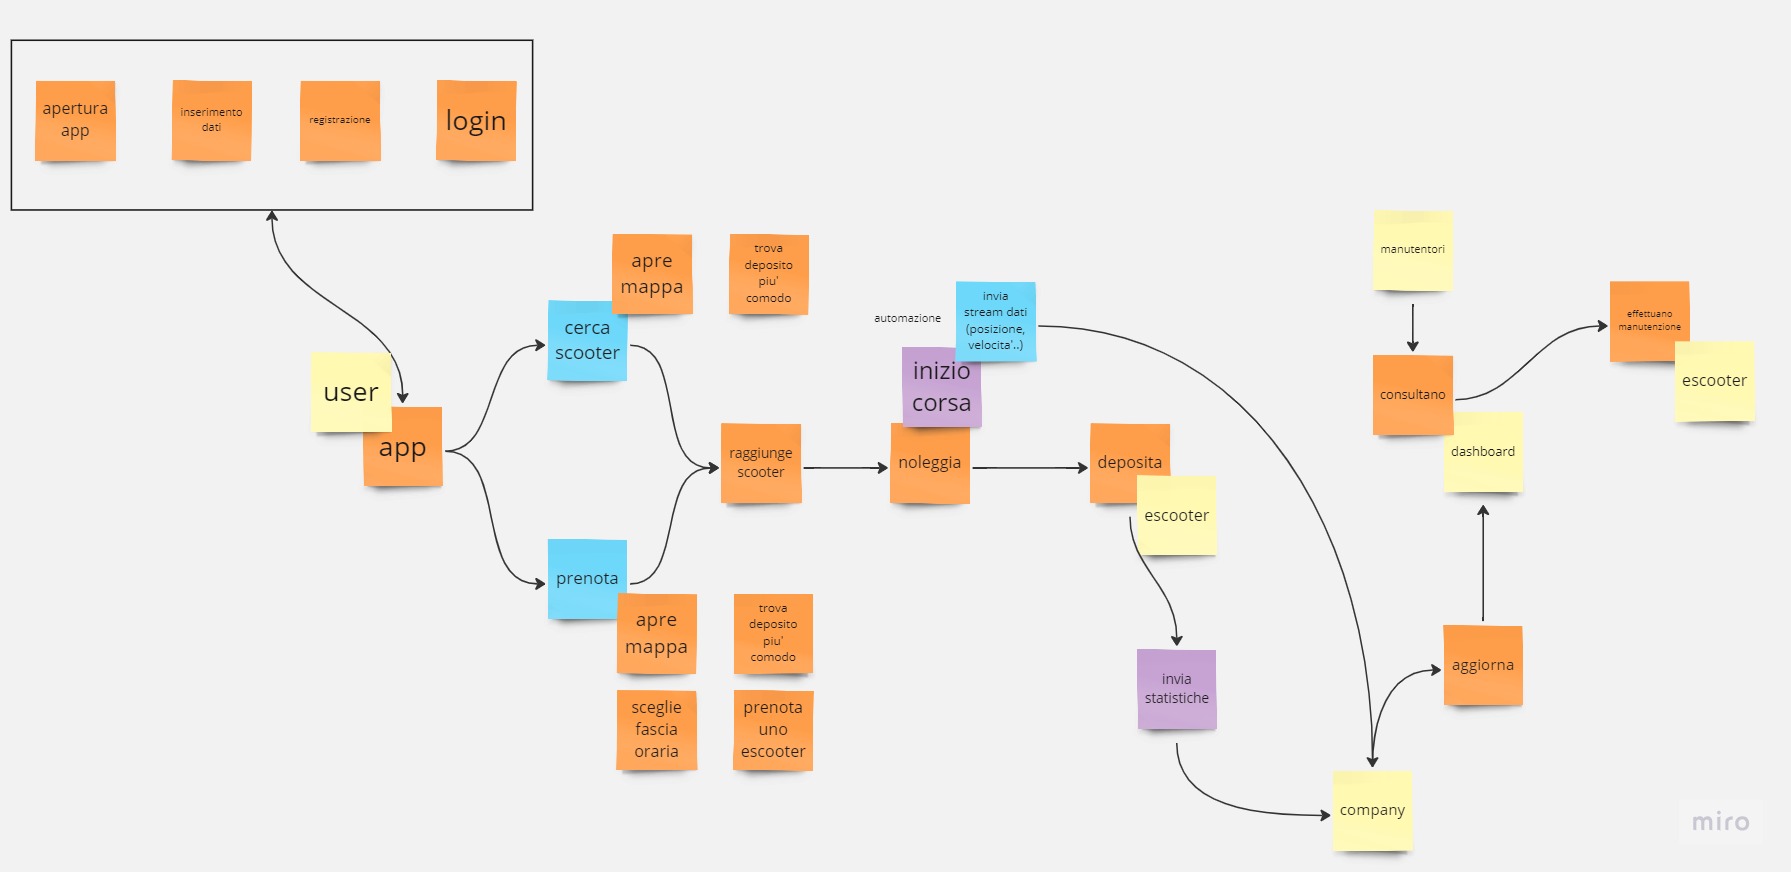 apertura
app
inserimento
dati
registrazione
login
user
app
cerca
scooter
apre
mappa
trova
deposito
piu'
comodo
prenota
apre
mappa
trova
deposito
piu'
comodo
sceglie
fascia
oraria
prenota
uno
escooter
raggiunge
scooter
automazione
invia
stream dati
(posizione,
velocita'..)
inizio
corsa
noleggia
deposita
escooter
invia
statistiche
company
aggiorna
manutentori
consultano
dashboard
effettuano
manutenzione
escooter
miro